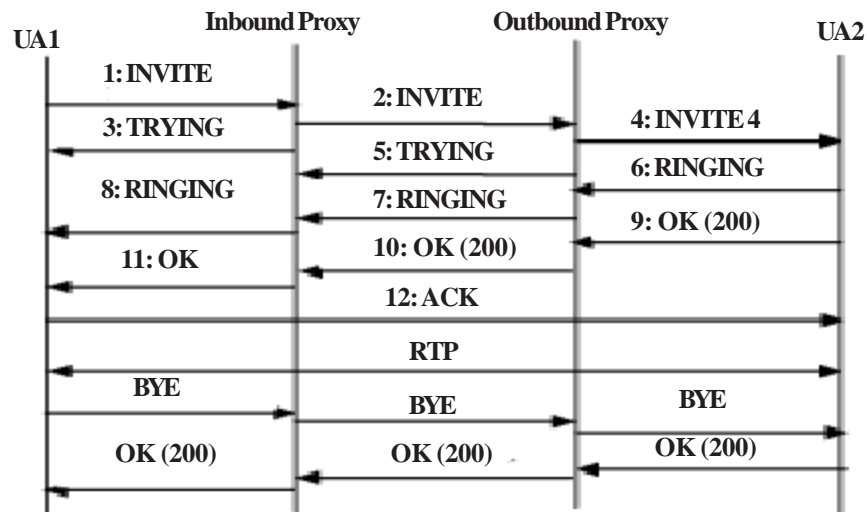 UA1
Inbound Proxy
Outbound Proxy
UA2
1: INVITE
2: INVITE
3: TRYING
4: INVITE 4
5: TRYING
6: RINGING
8: RINGING
7: RINGING
9: OK (200)
10: OK (200)
11: OK
12: ACK
RTP
BYE
BYE
BYE
OK (200)
OK (200)
OK (200)